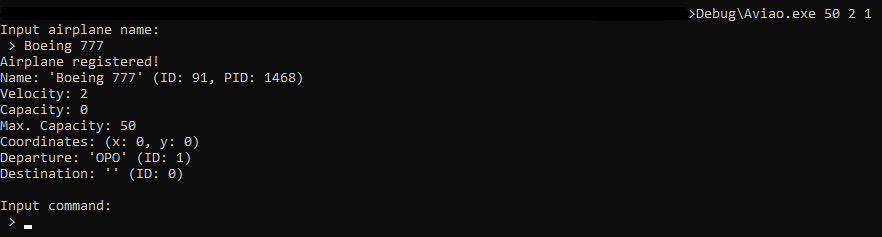 >Debug\Aviao.exe 50 2 1
Input airplane name:
> Boeing 777
Airplane registered!
Name: 'Boeing 777' (ID: 91, PID: 1468)
Velocity: 2
Capacity: 0
Max. Capacity: 50
Coordinates: (x: 0, y: 0)
Departure: 'OPO' (ID: 1)
Destination: '' (ID: 0)
Input command:
>